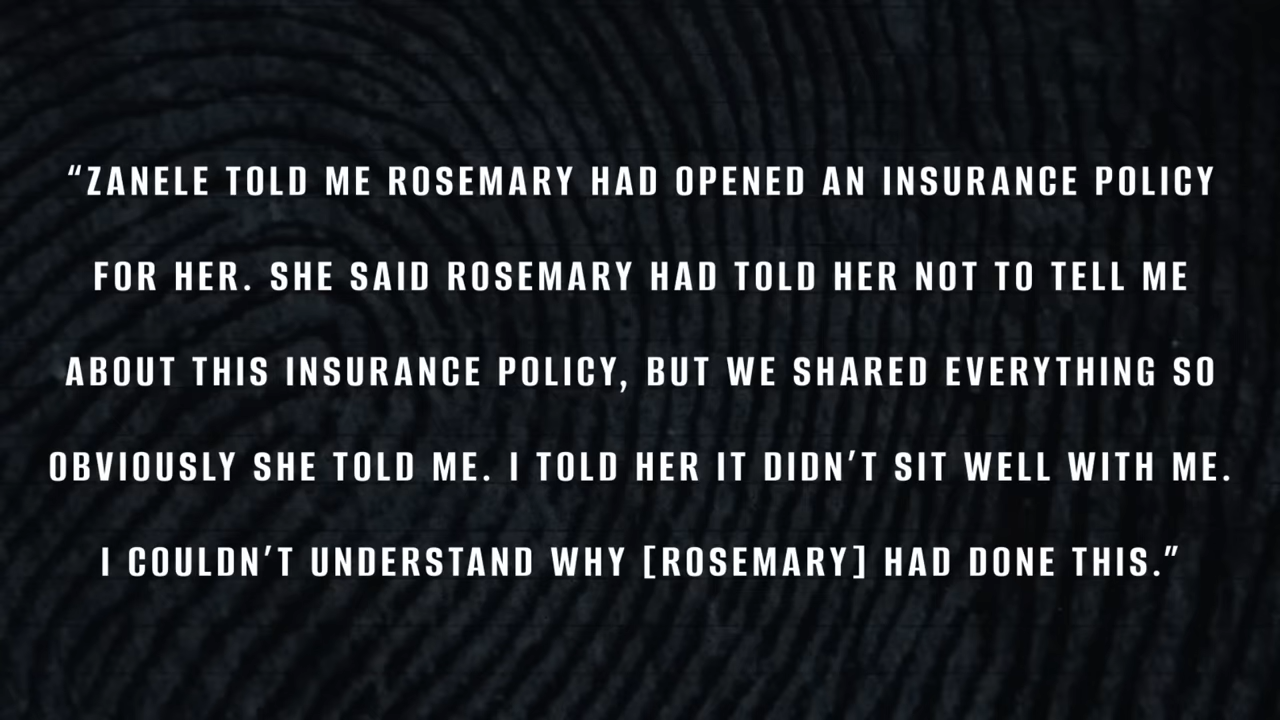 “ZANELE TOLD ME ROSEMARY HAD OPENED AN INSURANCE POLICY
FOR HER. SHE SAID ROSEMARY HAD TOLD HER NOT TO TELL ME
ABOUT THIS INSURANCE POLICY, BUT WE SHARED EVERYTHING SO
OBVIOUSLY SHE TOLD ME. I TOLD HER IT DIDN’T SIT WELL WITH ME.
I COULDN’T UNDERSTAND WHY [ROSEMARY] HAD DONE THIS.”